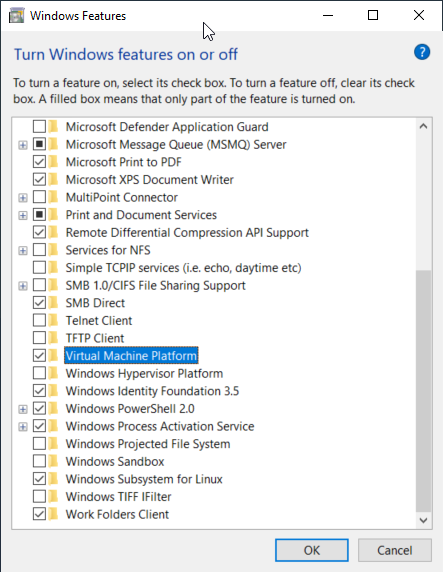 Windows Features
Turn Windows features on or off
To turn a feature on, select its check box. To turn a feature off, clear its check
box. A filled box means that only part of the feature is turned on.
Microsoft Defender Application Guard
Microsoft Message Queue (MSMQ) Server
Microsoft Print to PDF
Microsoft XPS Document Writer
MultiPoint Connector
Print and Document Services
Remote Differential Compression API Support
Services for NFS
Simple TCPIP services (i.e. echo, daytime etc)
SMB 1.0/CIFS File Sharing Support
SMB Direct
Telnet Client
TFTP Client
Virtual Machine Platform
Windows Hypervisor Platform
Windows Identity Foundation 3.5
Windows PowerShell 2.0
Windows Process Activation Service
Windows Projected File System
Windows Sandbox
Windows Subsystem for Linux
Windows TIFF IFilter
Work Folders Client
OK
Cancel